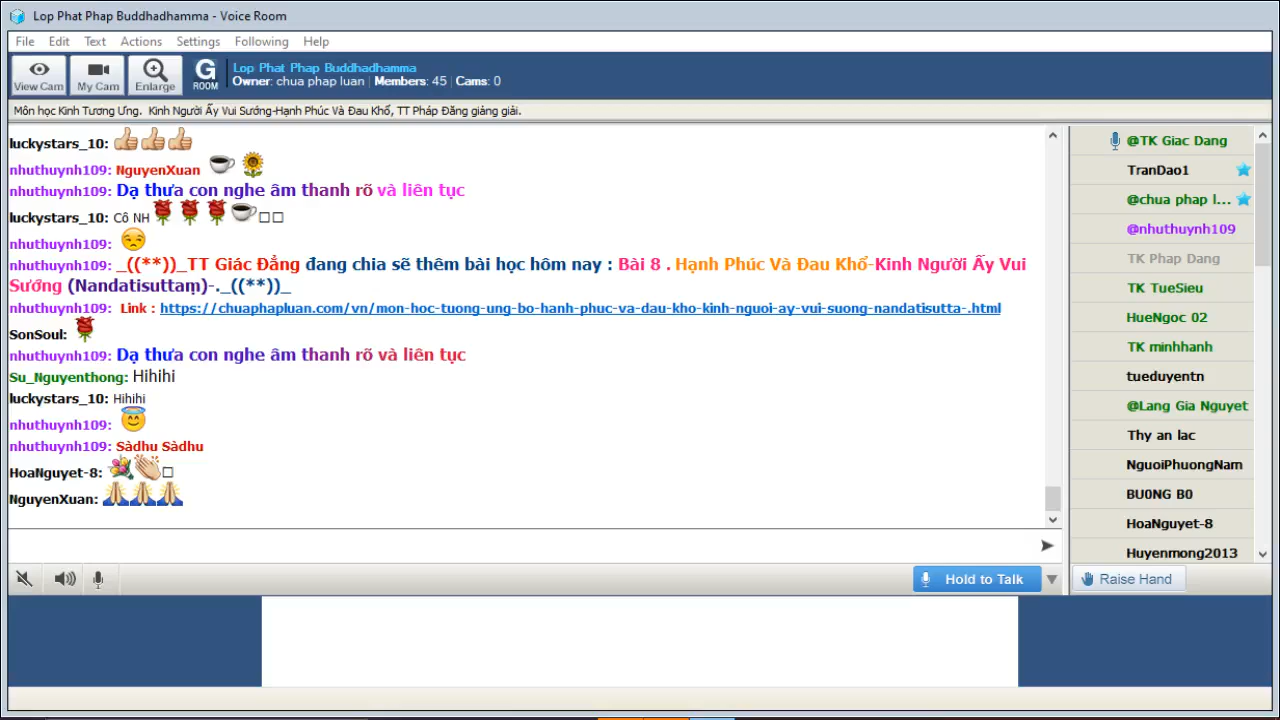 Lop Phat Phap Buddhadhamma - Voice Room
File Edit Text Actions Settings Following Help
View Cam My Cam Enlarge G ROOM
Lop Phat Phap Buddhadhamma
Owner: chua phap luan | Members: 45 | Cams: 0
Môn học Kinh Tương Ưng. Kinh Người Ấy Vui Sướng-Hạnh Phúc Và Đau Khổ, TT Pháp Đăng giảng giải.
luckystars_10:
nhuthuynh109: NguyenXuan
nhuthuynh109: Dạ thưa con nghe âm thanh rõ và liên tục
luckystars_10: Cô NH
nhuthuynh109:
nhuthuynh109: _((**))_TT Giác Đẳng đang chia sẽ thêm bài học hôm nay : Bài 8 . Hạnh Phúc Và Đau Khổ-Kinh Người Ấy Vui
Sướng (Nandatisuttaṃ)-._((**))_
nhuthuynh109: Link : https://chuaphapluan.com/vn/mon-hoc-tuong-ung-bo-hanh-phuc-va-dau-kho-kinh-nguoi-ay-vui-suong-nandatisutta-.html
SonSoul:
nhuthuynh109: Dạ thưa con nghe âm thanh rõ và liên tục
Su_Nguyenthong: Hihihi
luckystars_10: Hihihi
nhuthuynh109:
nhuthuynh109: Sàdhu Sàdhu
HoaNguyet-8:
NguyenXuan:
Hold to Talk
@TK Giac Dang
TranDao1
@chua phap l...
@nhuthuynh109
TK Phap Dang
TK TueSieu
HueNgoc 02
TK minhhanh
tueduyentn
@Lang Gia Nguyet
Thy an lac
NguoiPhuongNam
BU0NG B0
HoaNguyet-8
Huyenmong2013
Raise Hand